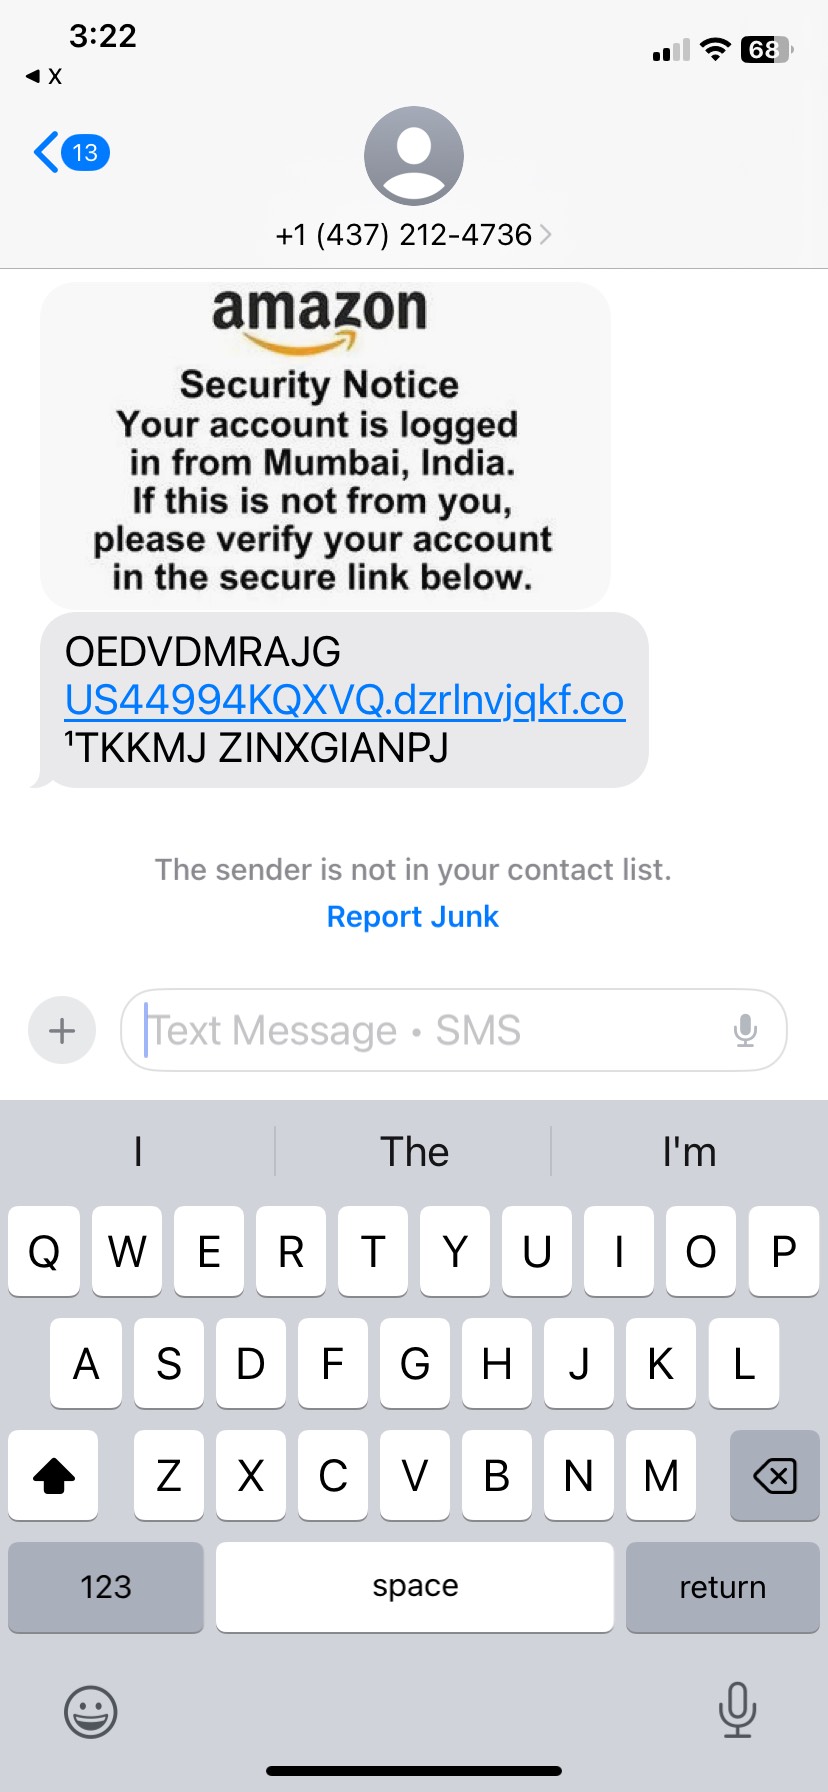 3:22
◀ X
68
13
+1 (437) 212-4736
amazon
Security Notice
Your account is logged
in from Mumbai, India.
If this is not from you,
please verify your account
in the secure link below.
OEDVDMRAJG
US44994KQXVQ.dzrlnvjqkf.co
¹TKKMJ ZINXGIANPJ
The sender is not in your contact list.
Report Junk
Text Message • SMS
I The I'm
Q W E R T Y U I O P
A S D F G H J K L
Z X C V B N M
123 space return